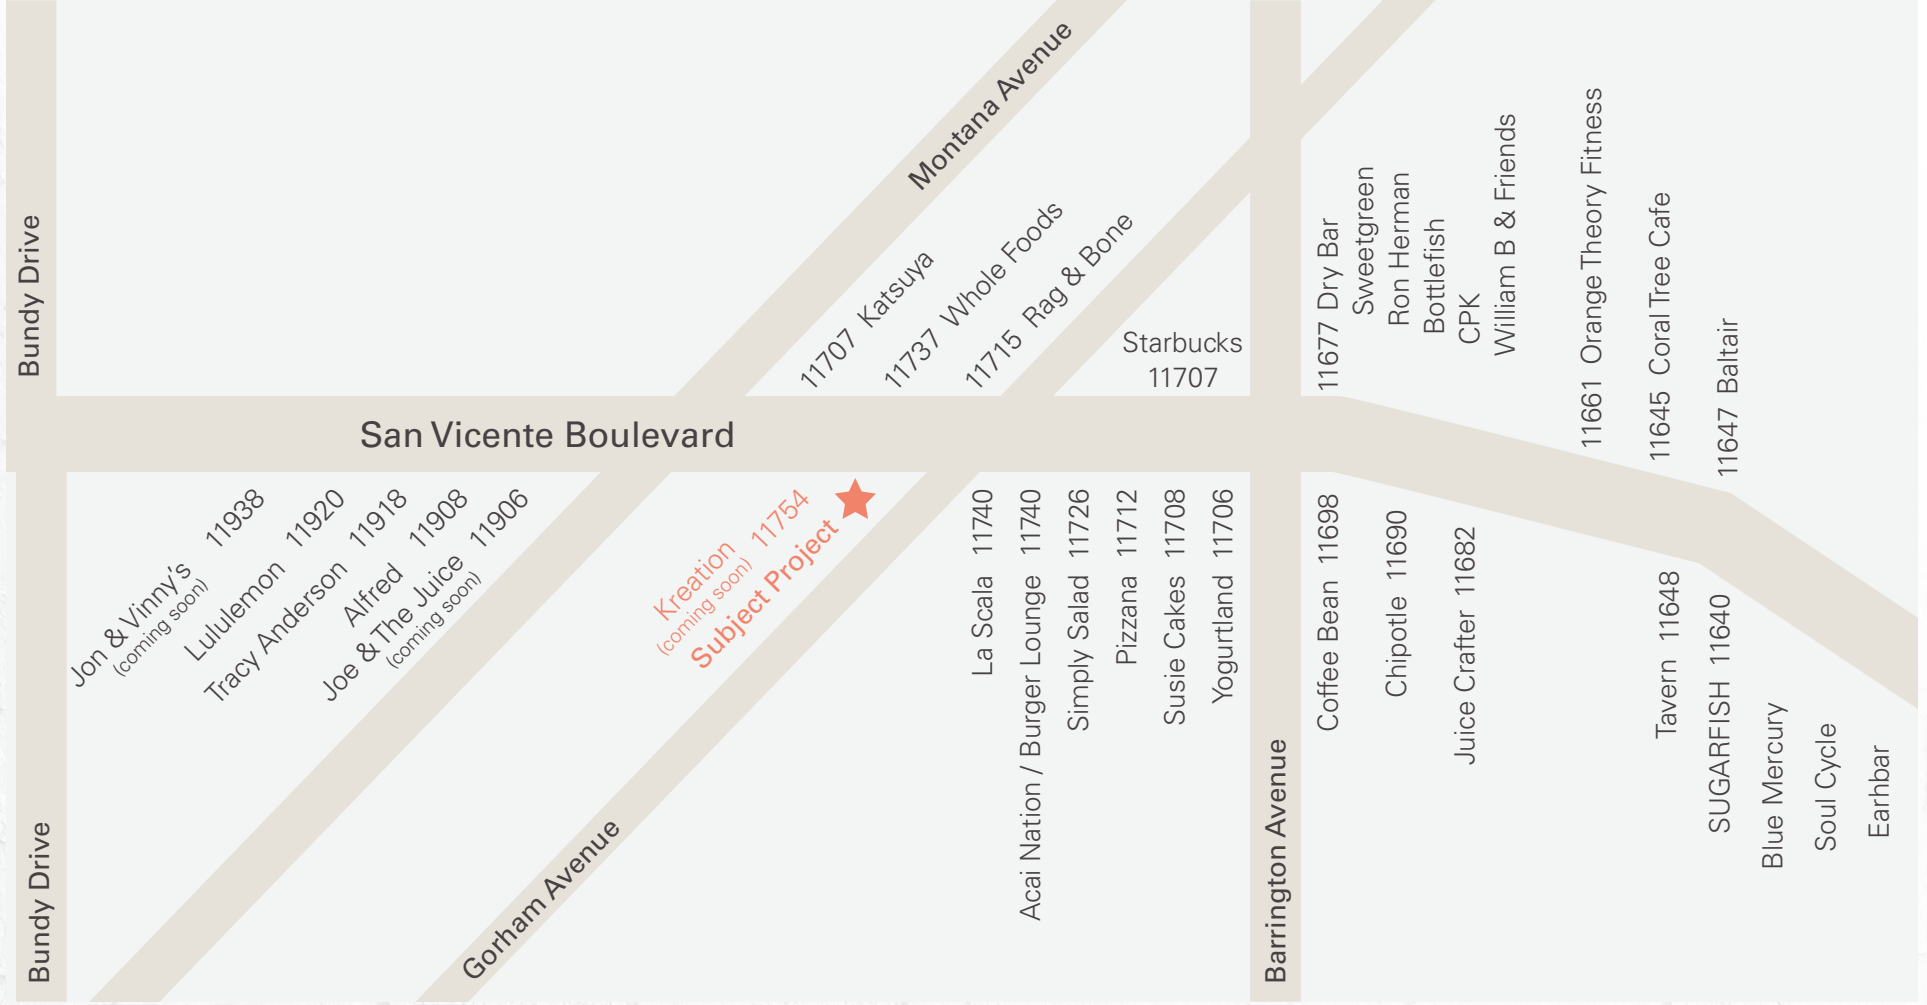 Bundy Drive
Montana Avenue
11707 Katsuya
11737 Whole Foods
11715 Rag & Bone
Starbucks
11707
11677 Dry Bar
Sweetgreen
Ron Herman
Bottlefish
CPK
William B & Friends
11661 Orange Theory Fitness
11645 Coral Tree Cafe
11647 Baltair
San Vicente Boulevard
Jon & Vinny's 11938
(coming soon)
Lululemon 11920
Tracy Anderson 11918
Alfred 11908
Joe & The Juice 11906
(coming soon)
Kreation 11754
(coming soon)
Subject Project
La Scala 11740
Acai Nation / Burger Lounge 11740
Simply Salad 11726
Pizzana 11712
Susie Cakes 11708
Yogurtland 11706
Coffee Bean 11698
Chipotle 11690
Juice Crafter 11682
Tavern 11648
SUGARFISH 11640
Blue Mercury
Soul Cycle
Earhbar
Bundy Drive
Gorham Avenue
Barrington Avenue